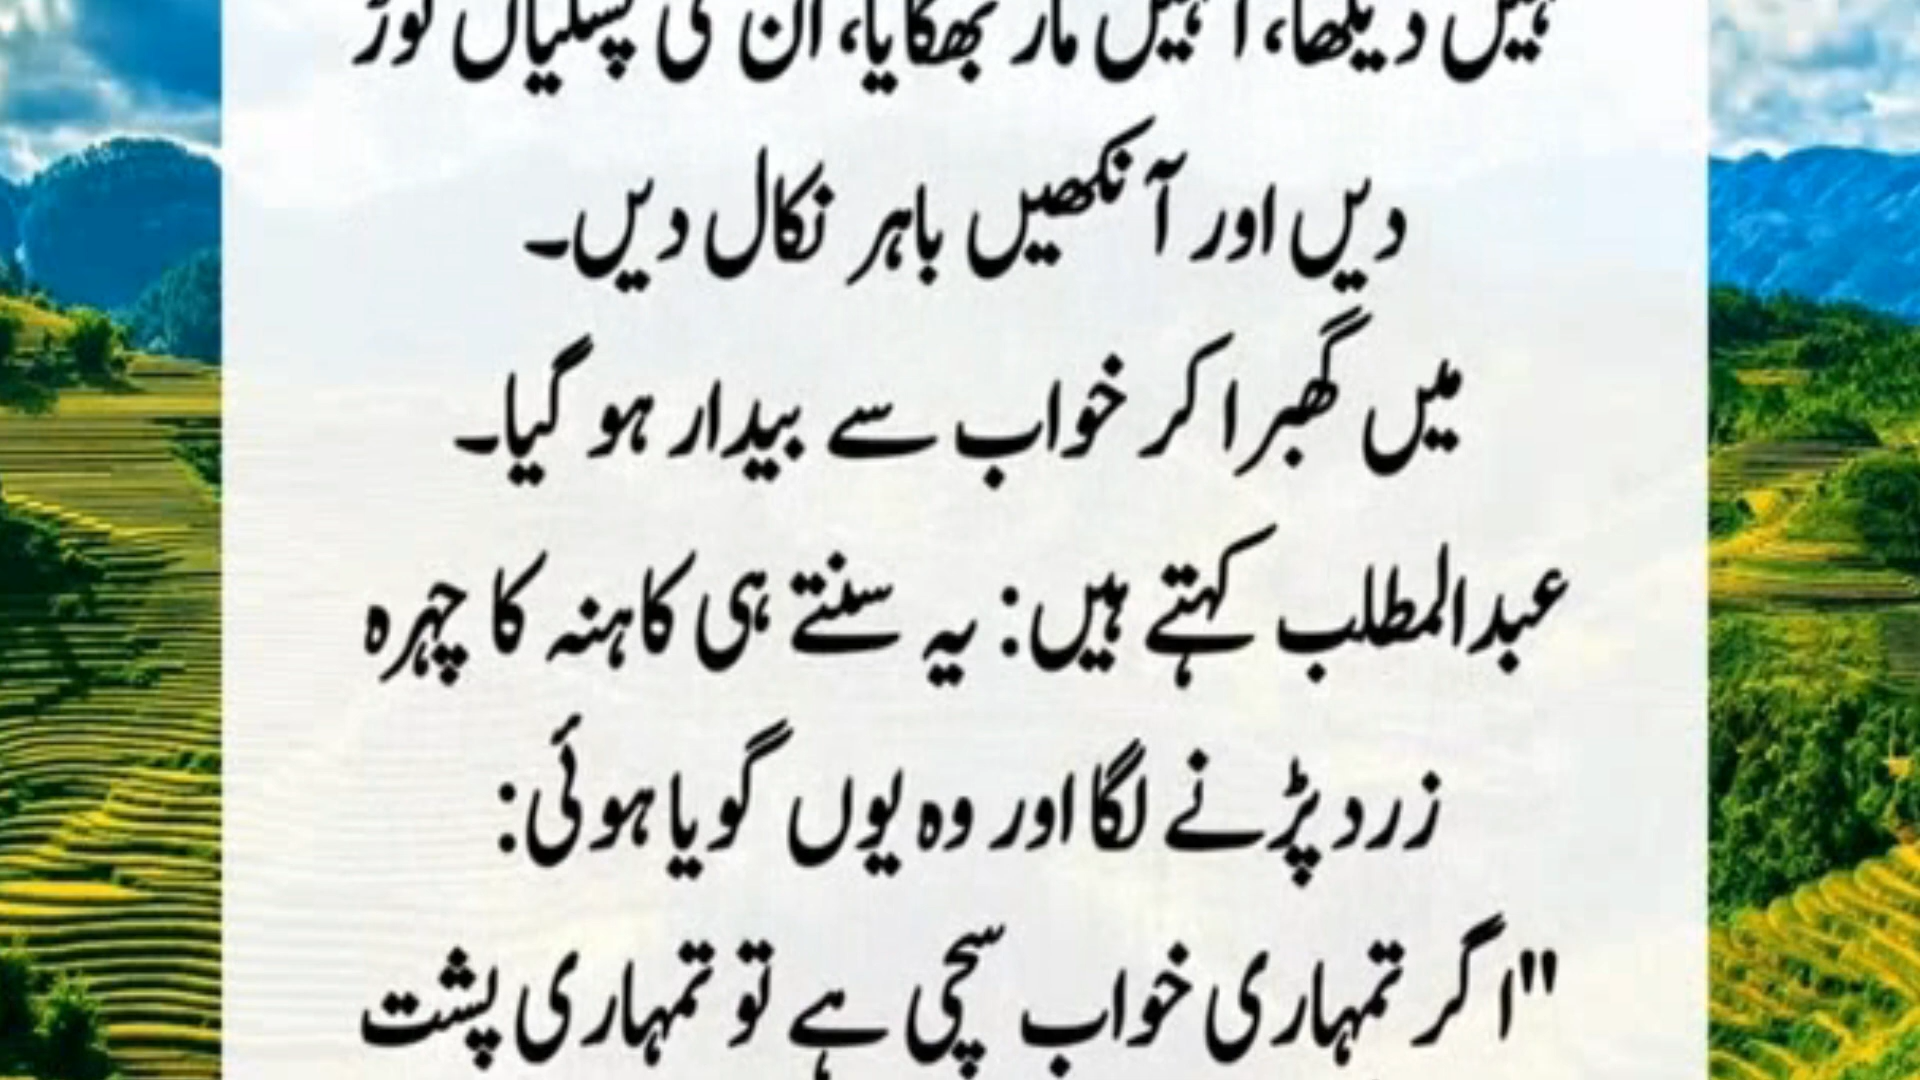 نہیں دیکھا، انہیں مار بھگایا، ان کی پسلیاں توڑ
دیں اور آنکھیں باہر نکال دیں۔
میں گھبرا کر خواب سے بیدار ہو گیا۔
عبدالمطلب کہتے ہیں: یہ سنتے ہی کاہنہ کا چہرہ
زرد پڑنے لگا اور وہ یوں گویا ہوئی:
"اگر تمہاری خواب سچی ہے تو تمہاری پشت